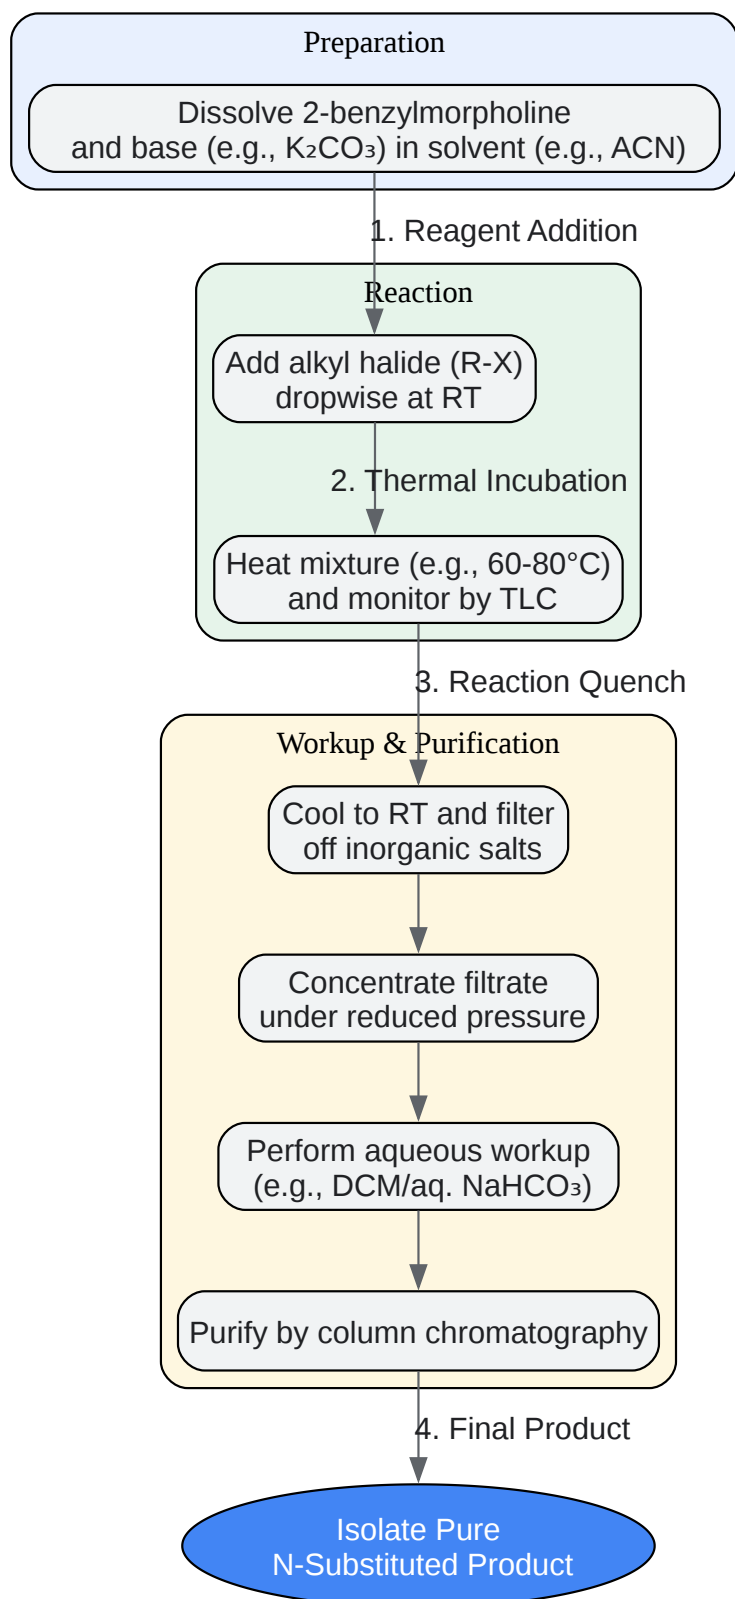 Preparation
Dissolve 2-benzylmorpholine
and base (e.g., K₂CO₃) in solvent (e.g., ACN)
1. Reagent Addition
Reaction
Add alkyl halide (R-X)
dropwise at RT
2. Thermal Incubation
Heat mixture (e.g., 60-80°C)
and monitor by TLC
3. Reaction Quench
Workup & Purification
Cool to RT and filter
off inorganic salts
Concentrate filtrate
under reduced pressure
Perform aqueous workup
(e.g., DCM/aq. NaHCO₃)
Purify by column chromatography
4. Final Product
Isolate Pure
N-Substituted Product